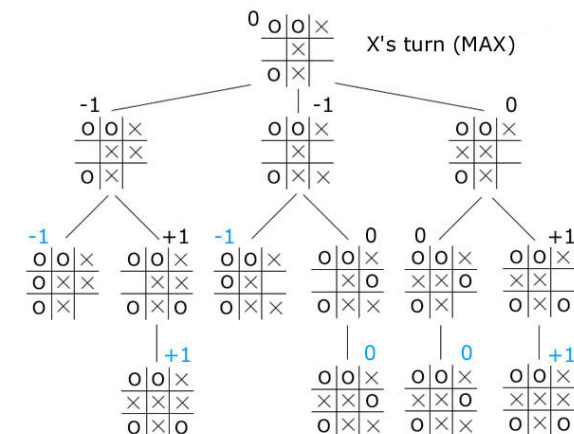 0 O O ×
×
O ×
X's turn (MAX)
-1
O O ×
× ×
O ×
-1
O O ×
×
O × ×
0
O O ×
× ×
O ×
-1
O O ×
O × ×
O ×
+1
O O ×
× ×
O × O
-1
O O ×
O ×
O × ×
0
O O ×
× O
O × ×
0
O O ×
× × O
O ×
+1
O O ×
× ×
O × O
+1
O O ×
× × ×
O × O
0
O O ×
× × O
O × ×
0
O O ×
× × O
O × ×
+1
O O ×
× × ×
O × O